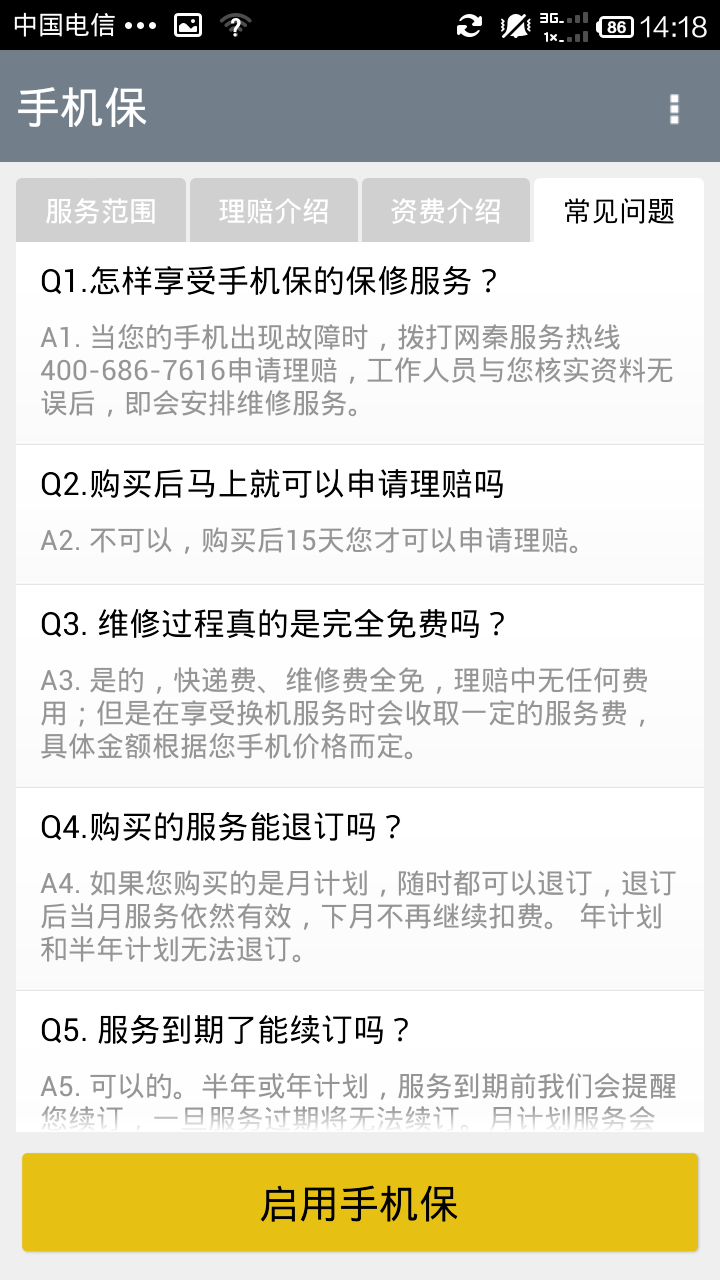 中国电信 ••• ?
3G 1× 86 14:18
手机保
服务范围 理赔介绍 资费介绍 常见问题
Q1.怎样享受手机保的保修服务？
A1. 当您的手机出现故障时，拨打网秦服务热线
400-686-7616申请理赔，工作人员与您核实资料无
误后，即会安排维修服务。
Q2.购买后马上就可以申请理赔吗
A2. 不可以，购买后15天您才可以申请理赔。
Q3. 维修过程真的是完全免费吗？
A3. 是的，快递费、维修费全免，理赔中无任何费
用；但是在享受换机服务时会收取一定的服务费，
具体金额根据您手机价格而定。
Q4.购买的服务能退订吗？
A4. 如果您购买的是月计划，随时都可以退订，退订
后当月服务依然有效，下月不再继续扣费。 年计划
和半年计划无法退订。
Q5. 服务到期了能续订吗？
A5. 可以的。半年或年计划，服务到期前我们会提醒
您续订，一旦服务过期将无法续订。月计划服务会
启用手机保